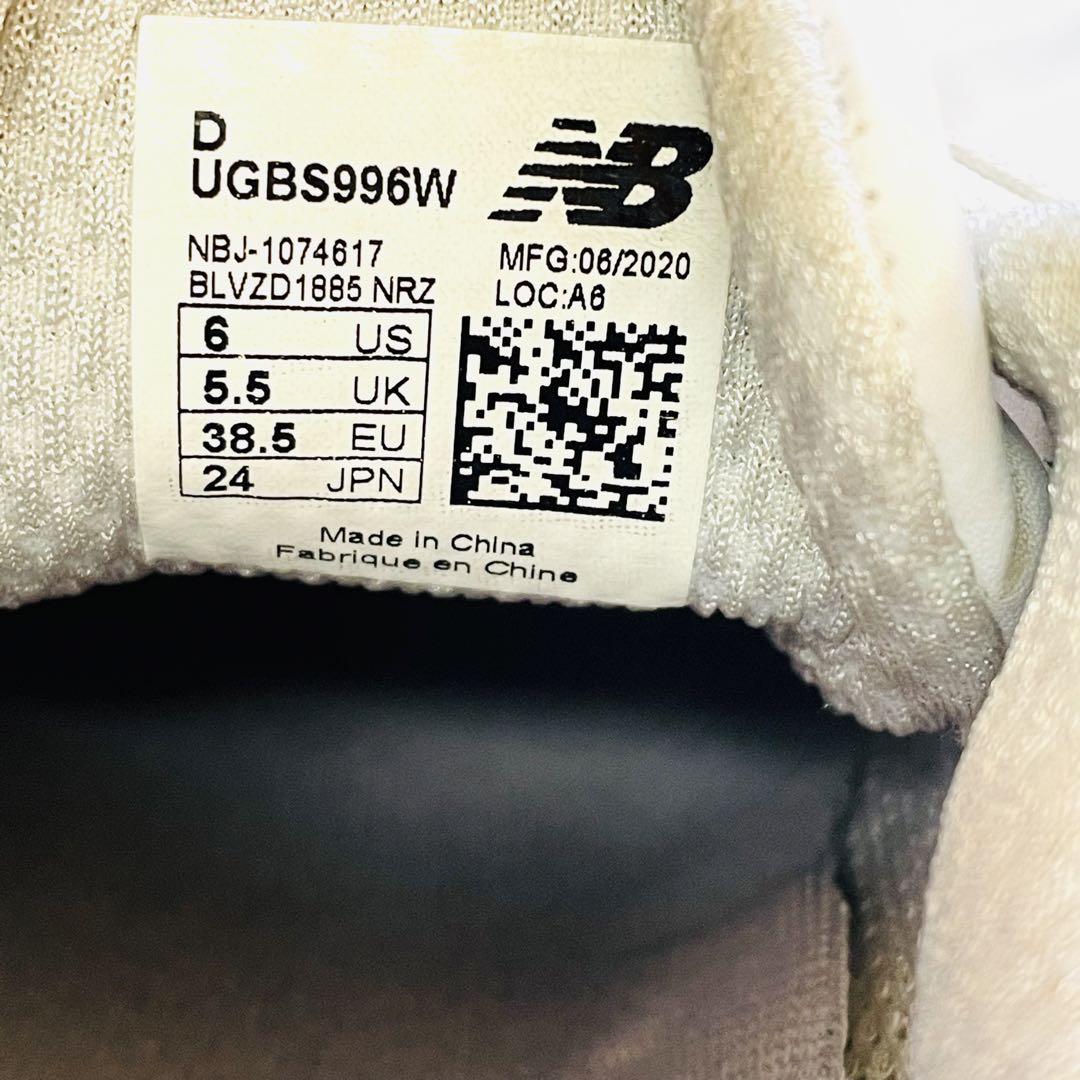 D
UGBS996W
NB
NBJ-1074617
BLVZD1885 NRZ
MFG:06/2020
LOC:A6
6 US
5.5 UK
38.5 EU
24 JPN
Made in China
Fabrique en Chine